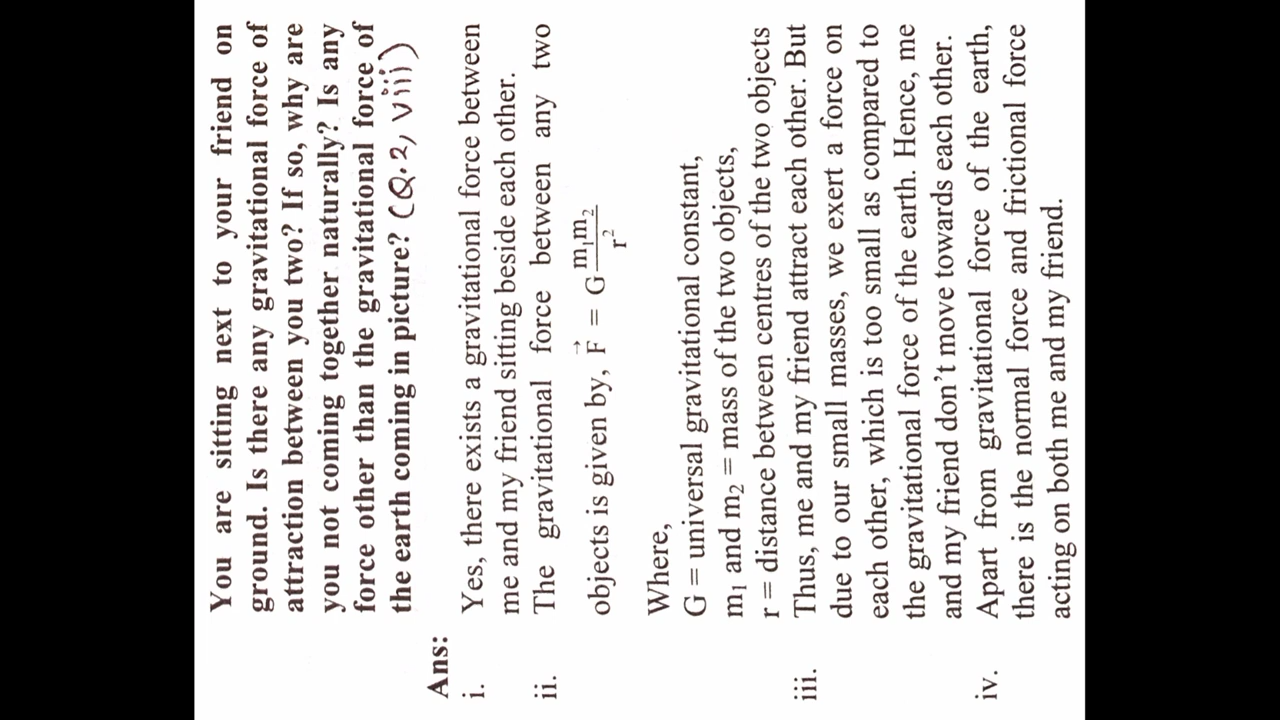 You are sitting next to your friend on
ground. Is there any gravitational force of
attraction between you two? If so, why are
you not coming together naturally? Is any
force other than the gravitational force of
the earth coming in picture? (Q.2, viii)
Ans:
i. Yes, there exists a gravitational force between
me and my friend sitting beside each other.
ii. The gravitational force between any two
objects is given by, F⃗ = G m₁m₂/r²
Where,
G = universal gravitational constant,
m₁ and m₂ = mass of the two objects,
r = distance between centres of the two objects
iii. Thus, me and my friend attract each other. But
due to our small masses, we exert a force on
each other, which is too small as compared to
the gravitational force of the earth. Hence, me
and my friend don't move towards each other.
iv. Apart from gravitational force of the earth,
there is the normal force and frictional force
acting on both me and my friend.